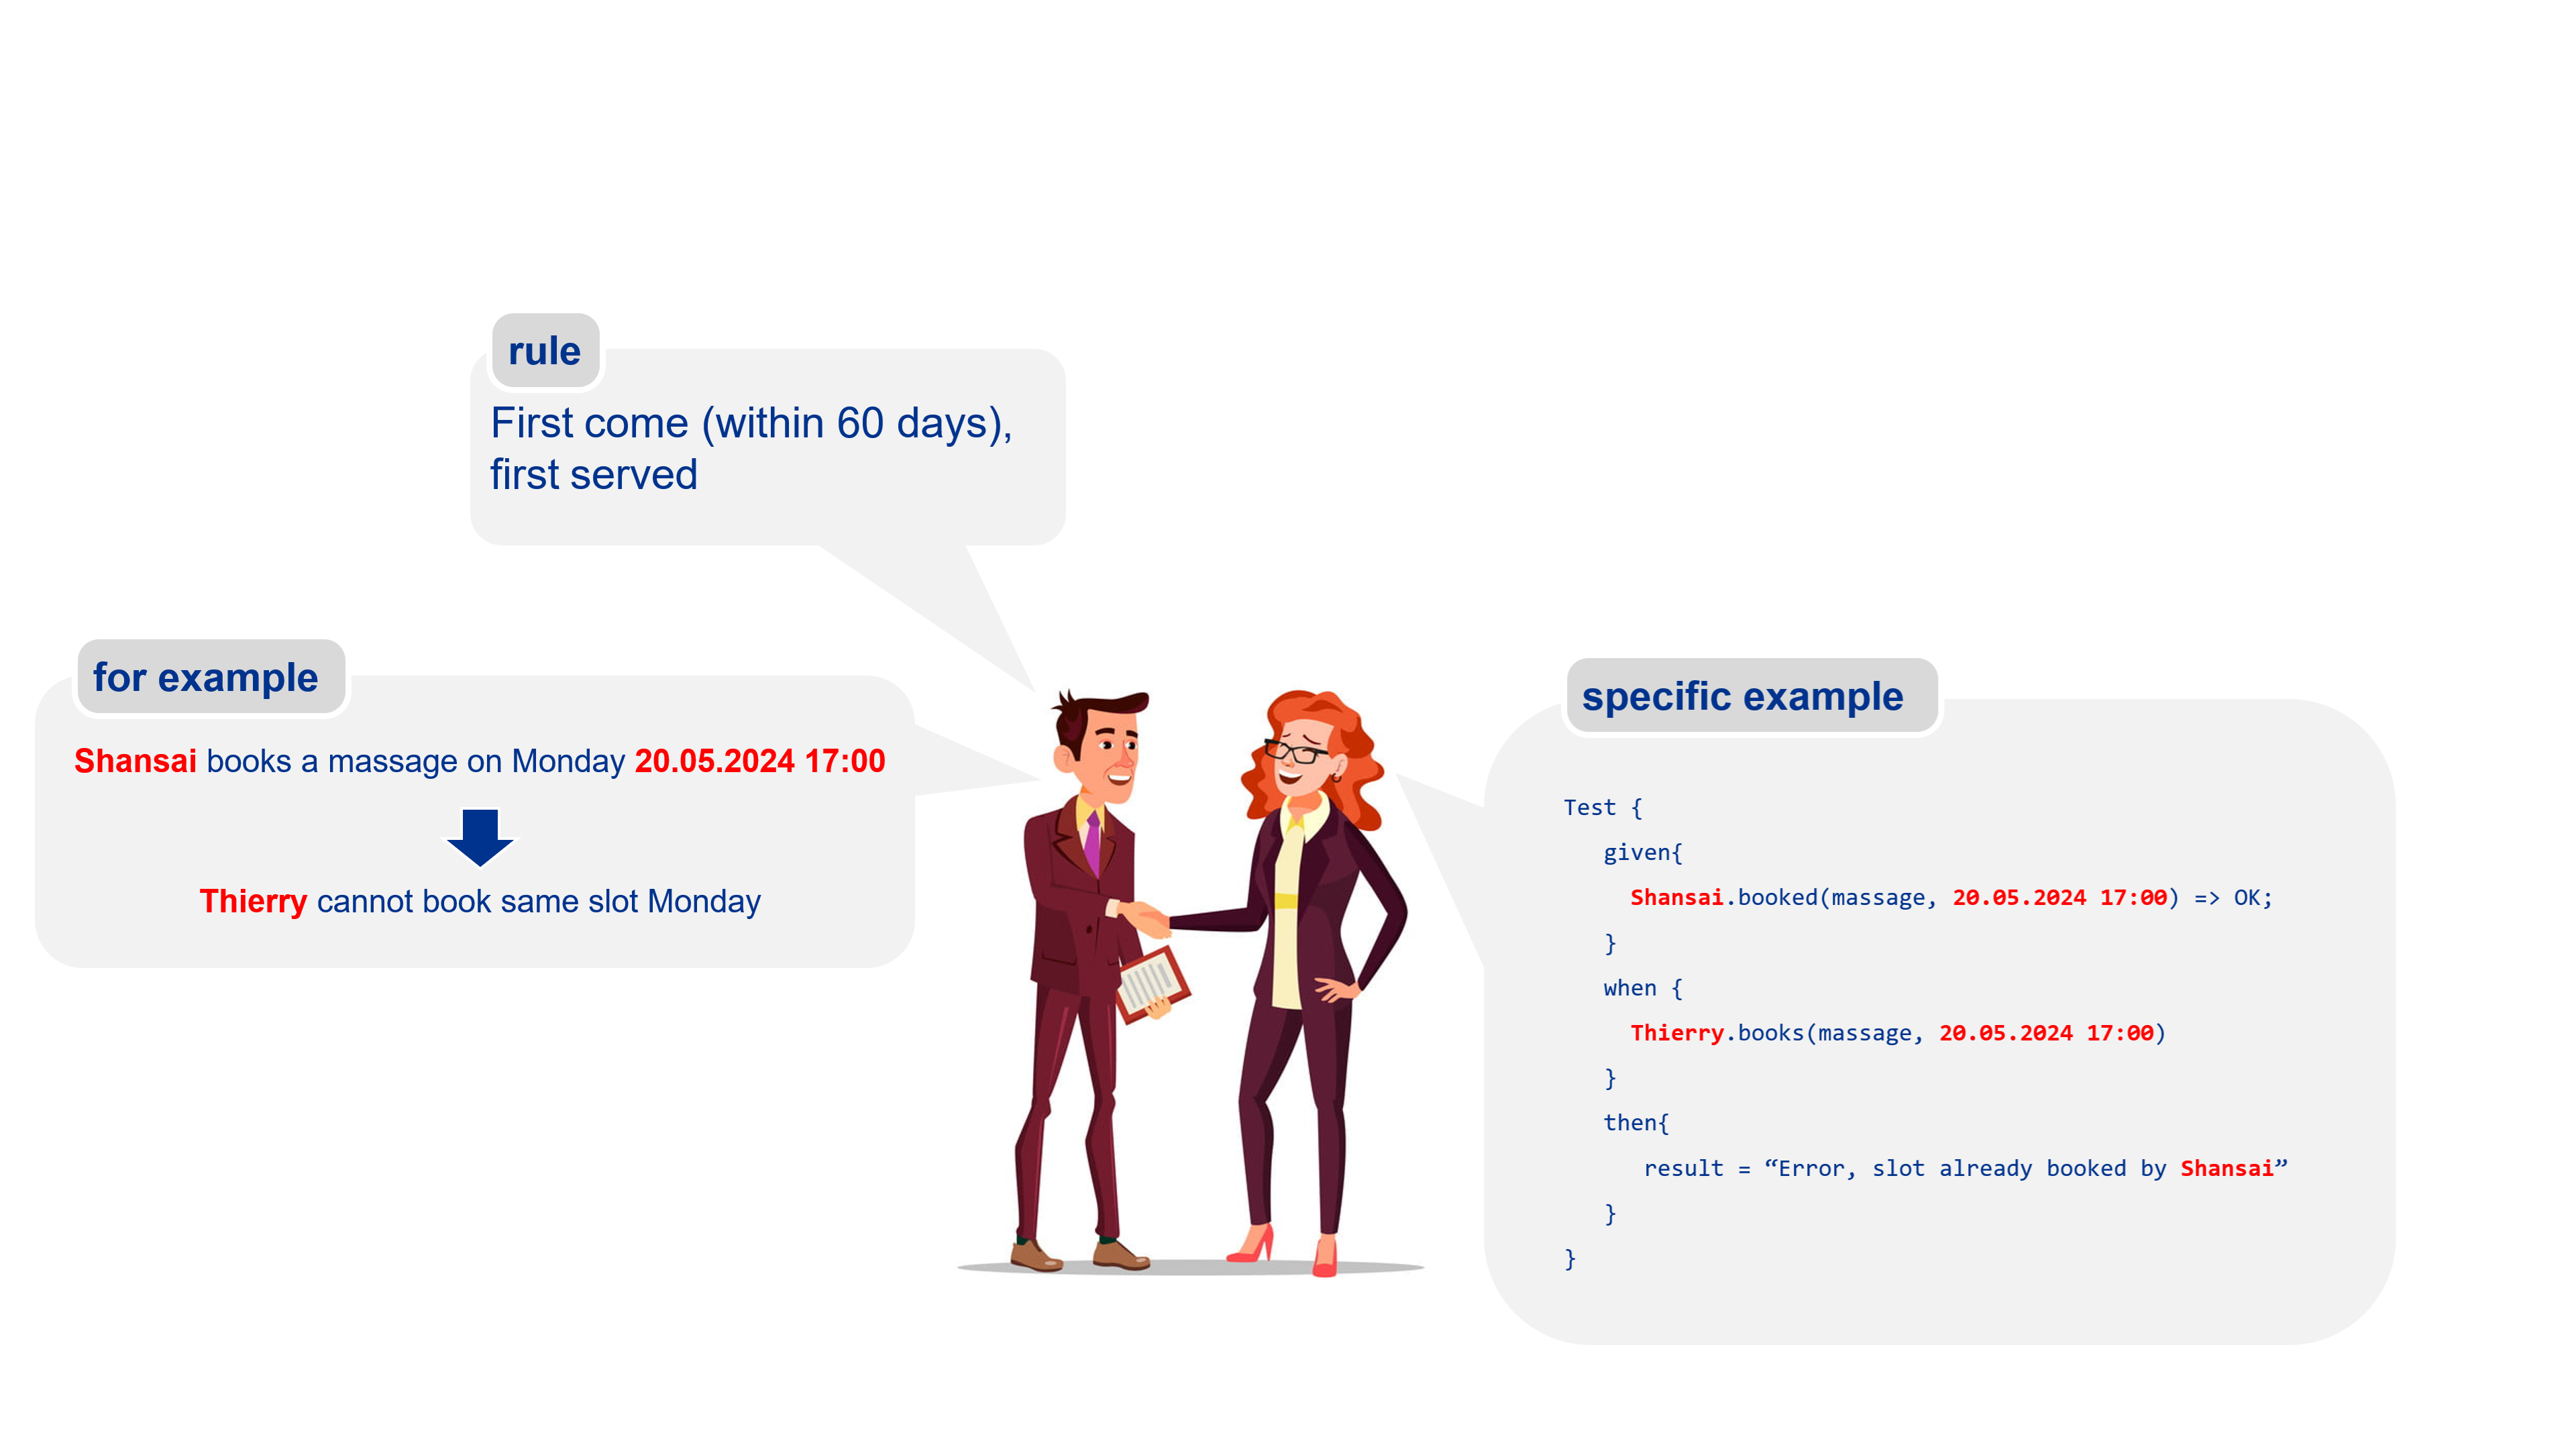 rule
First come (within 60 days),
first served
for example
Shansai books a massage on Monday 20.05.2024 17:00
Thierry cannot book same slot Monday
specific example
Test {
given{
Shansai.booked(massage, 20.05.2024 17:00) => OK;
}
when {
Thierry.books(massage, 20.05.2024 17:00)
}
then{
result = “Error, slot already booked by Shansai”
}
}